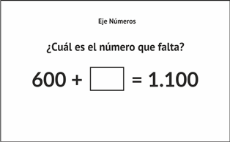 Eje Números
¿Cuál es el número que falta?
600 + = 1.100